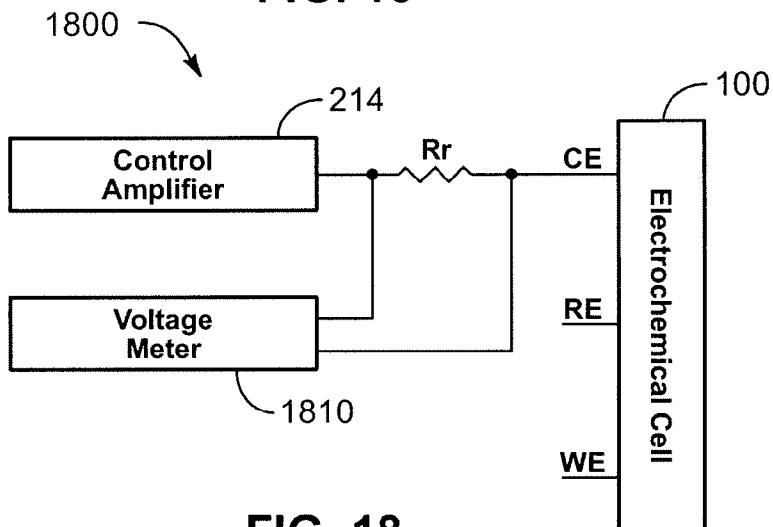 1800
214
100
Control
Amplifier
Rr
CE
Voltage
Meter
1810
RE
WE
Electrochemical Cell
FIG. 18